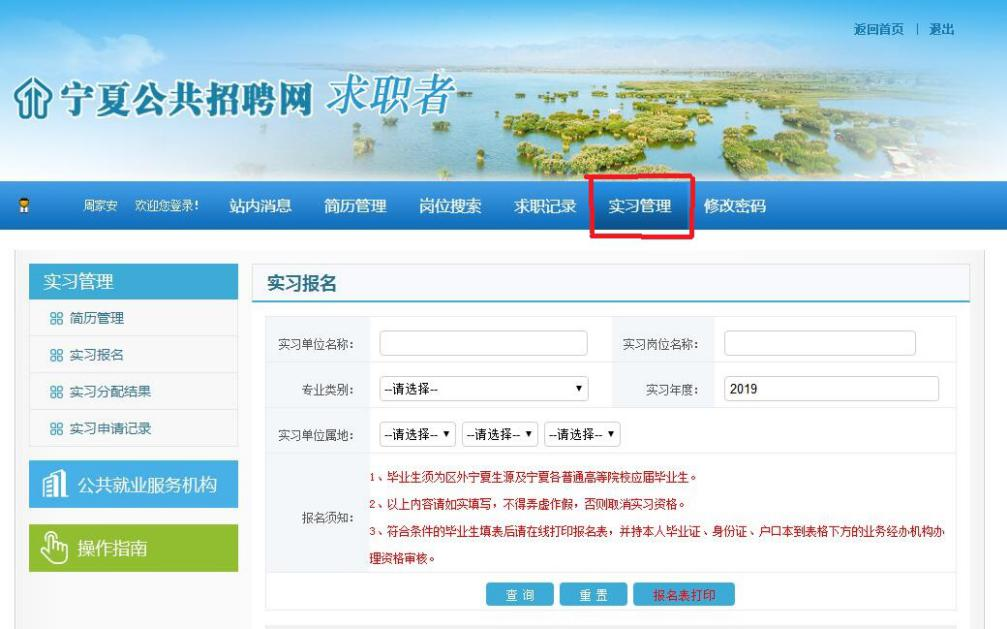 返回首页 | 退出
宁夏公共招聘网 求职者
周家安 欢迎您登录! 站内消息 简历管理 岗位搜索 求职记录 实习管理 修改密码
实习管理
简历管理
实习报名
实习分配结果
实习申请记录
公共就业服务机构
操作指南
实习报名
实习单位名称: 实习岗位名称:
专业类别: --请选择-- 实习年度: 2019
实习单位属地: --请选择-- --请选择-- --请选择--
报名须知:
1、毕业生须为区外宁夏生源及宁夏各普通高等院校应届毕业生。
2、以上内容请如实填写，不得弄虚作假，否则取消实习资格。
3、符合条件的毕业生填表后请在线打印报名表，并持本人毕业证、身份证、户口本到表格下方的业务经办机构办
理资格审核。
查询 重置 报名表打印